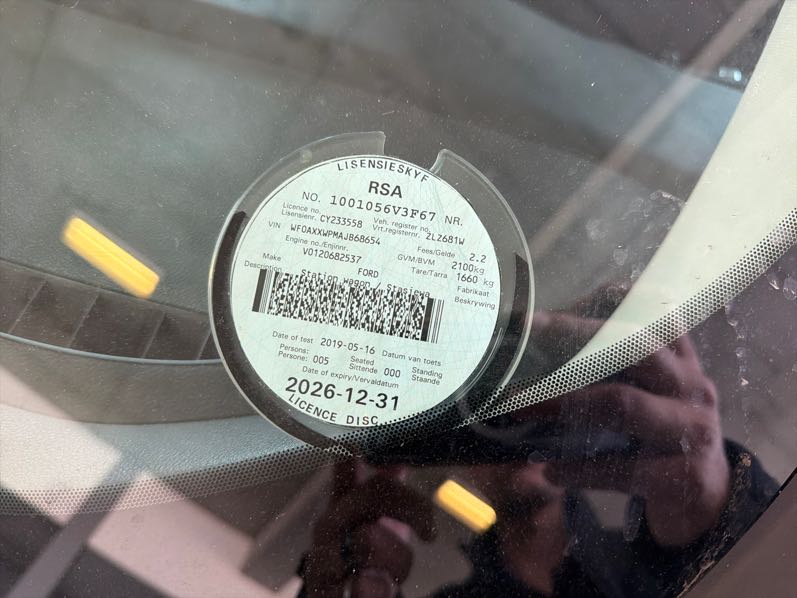 LISENSIESKYF
RSA
NO. 1001056V3F67 NR.
Licence no. Veh. register no.
Lisensienr. CY233558 Vrt.registernr. ZLZ681W
VIN WF0AXXWPMAJB68654 Fees/Gelde 2.2
Engine no./Enjinnr. GVM/BVM 2100kg
V0120682537 Tare/Tarra 1660 kg
Make FORD Fabrikaat
Description Station wagon / Stasiewa Beskrywing
Date of test 2019-05-16 Datum van toets
Persons: Seated Standing
Persone: 005 Sittende 000 Staande
Date of expiry/Vervaldatum
2026-12-31
LICENCE DISC